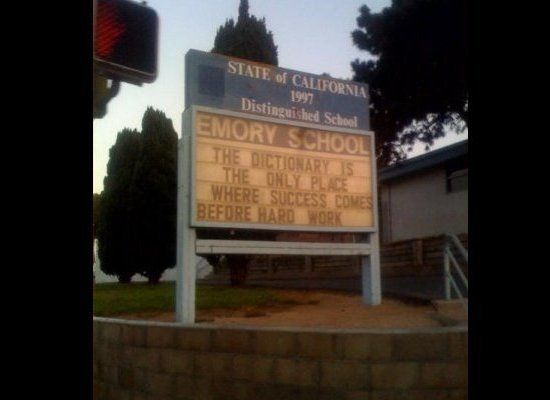 STATE of CALIFORNIA
1997
Distinguished School
EMORY SCHOOL
THE DICTIONARY IS
THE ONLY PLACE
WHERE SUCCESS COMES
BEFORE HARD WORK